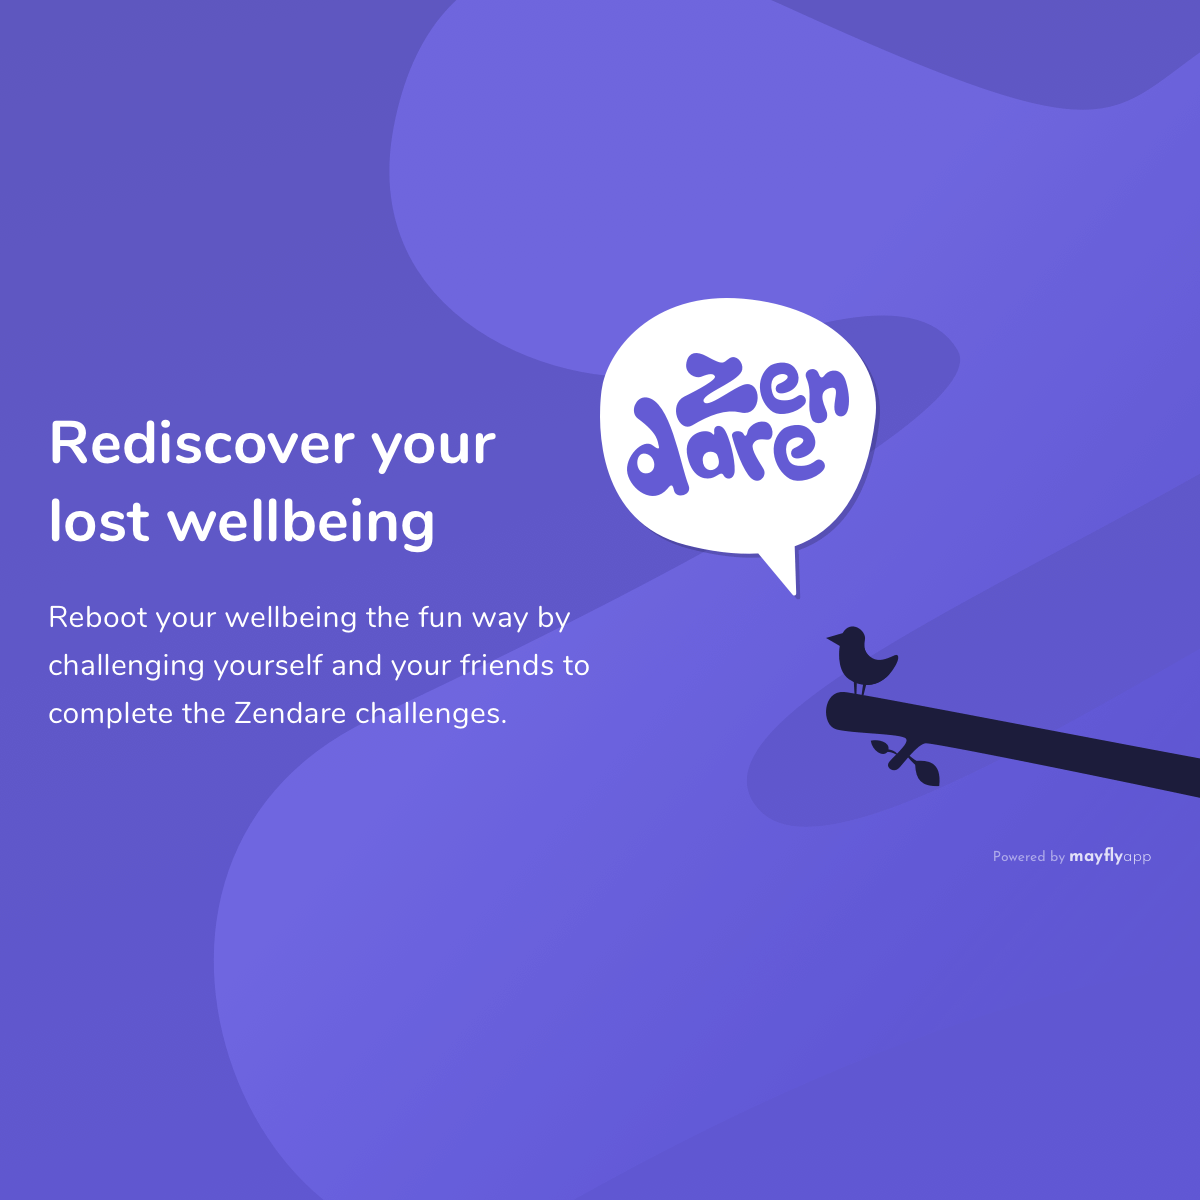 Rediscover your
lost wellbeing
Reboot your wellbeing the fun way by
challenging yourself and your friends to
complete the Zendare challenges.
zen
dare
Powered by mayflyapp